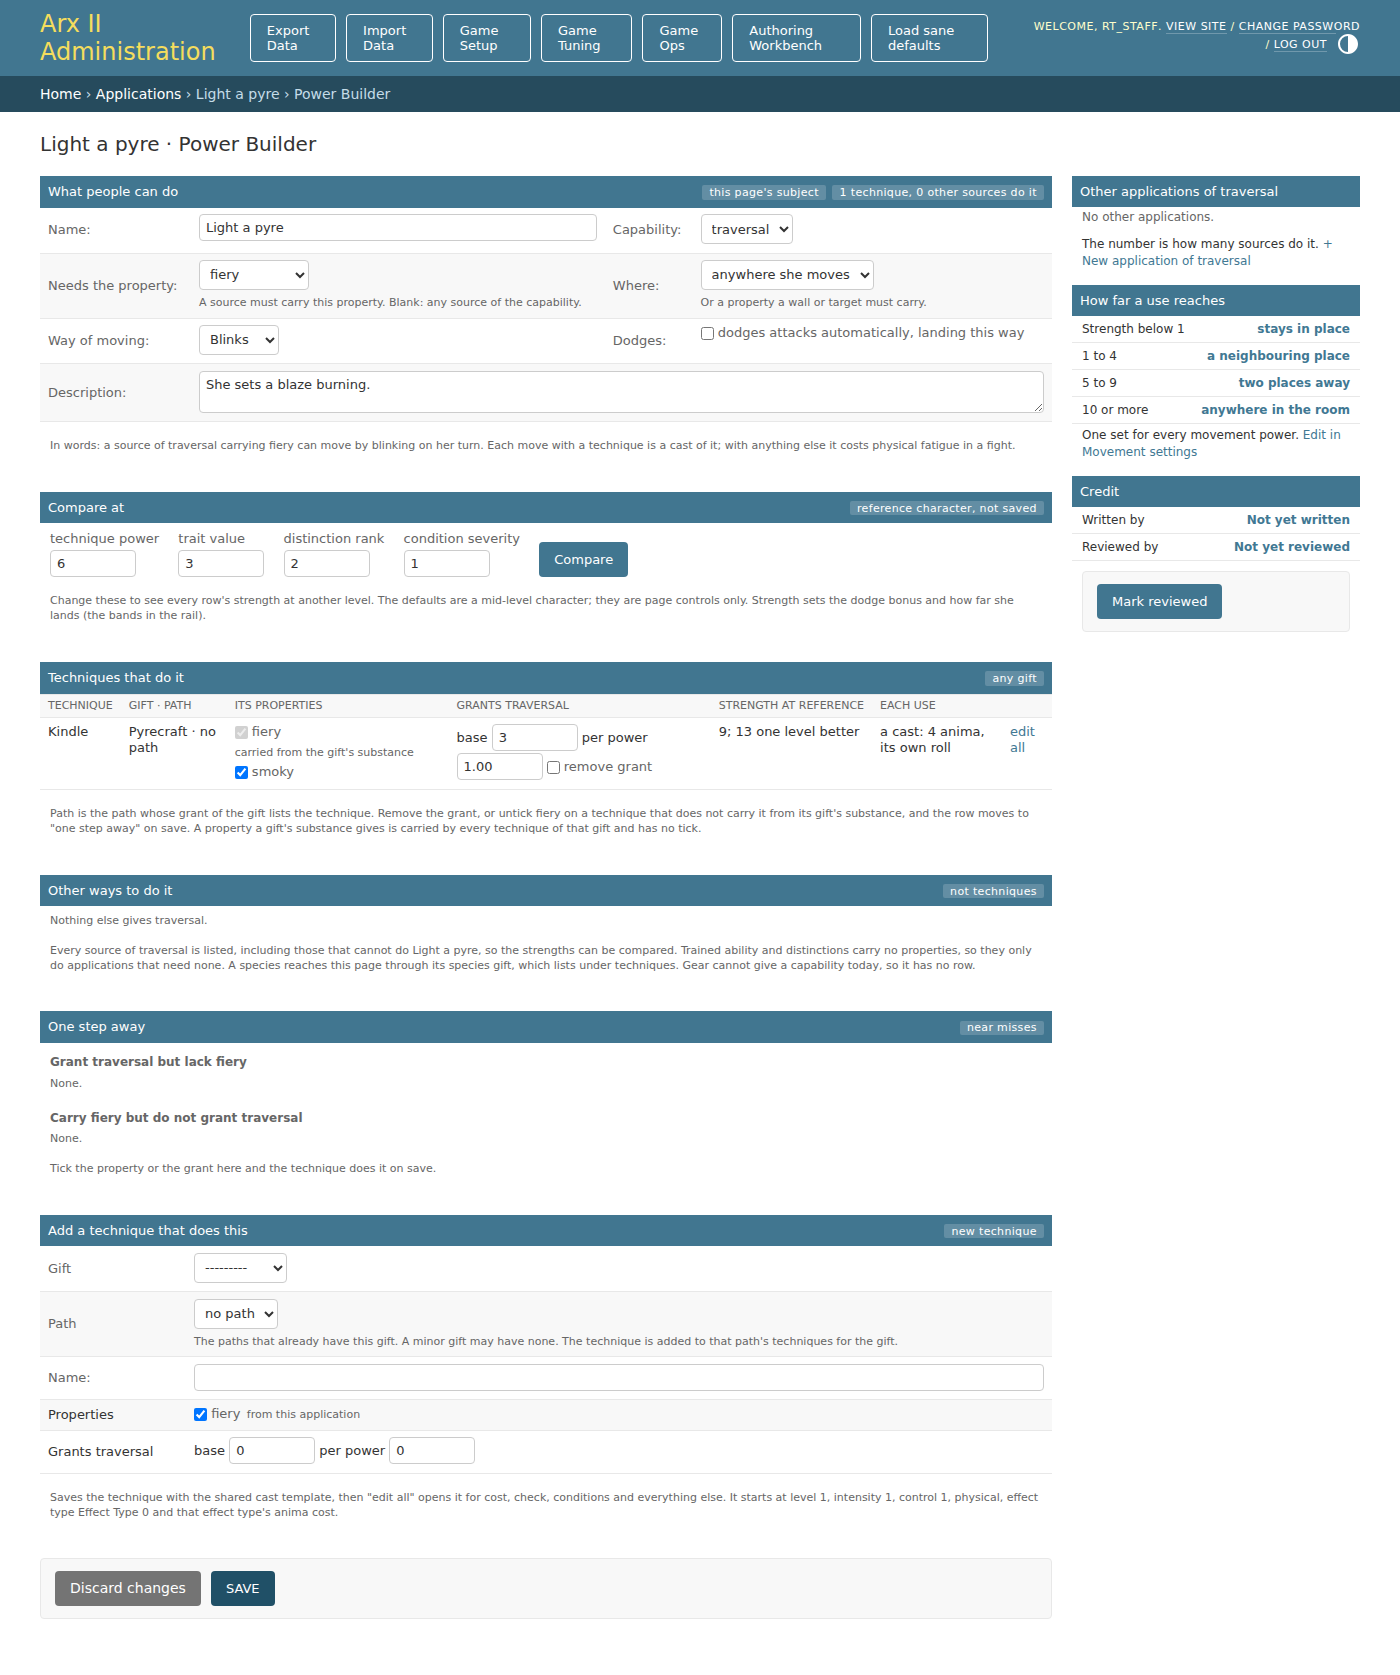 Arx II
Administration
Export
Data
Import
Data
Game
Setup
Game
Tuning
Game
Ops
Authoring
Workbench
Load sane
defaults
WELCOME, RT_STAFF. VIEW SITE / CHANGE PASSWORD
/ LOG OUT
Home › Applications › Light a pyre › Power Builder
Light a pyre · Power Builder
What people can do
this page's subject
1 technique, 0 other sources do it
Name:
Light a pyre
Capability:
traversal
Needs the property:
fiery
A source must carry this property. Blank: any source of the capability.
Where:
anywhere she moves
Or a property a wall or target must carry.
Way of moving:
Blinks
Dodges:
dodges attacks automatically, landing this way
Description:
She sets a blaze burning.
In words: a source of traversal carrying fiery can move by blinking on her turn. Each move with a technique is a cast of it; with anything else it costs physical fatigue in a fight.
Compare at
reference character, not saved
technique power
6
trait value
3
distinction rank
2
condition severity
1
Compare
Change these to see every row's strength at another level. The defaults are a mid-level character; they are page controls only. Strength sets the dodge bonus and how far she
lands (the bands in the rail).
Techniques that do it
any gift
TECHNIQUE
GIFT · PATH
ITS PROPERTIES
GRANTS TRAVERSAL
STRENGTH AT REFERENCE
EACH USE
Kindle
Pyrecraft · no
path
fiery
carried from the gift's substance
smoky
base 3 per power
1.00 remove grant
9; 13 one level better
a cast: 4 anima,
its own roll
edit
all
Path is the path whose grant of the gift lists the technique. Remove the grant, or untick fiery on a technique that does not carry it from its gift's substance, and the row moves to
"one step away" on save. A property a gift's substance gives is carried by every technique of that gift and has no tick.
Other ways to do it
not techniques
Nothing else gives traversal.
Every source of traversal is listed, including those that cannot do Light a pyre, so the strengths can be compared. Trained ability and distinctions carry no properties, so they only
do applications that need none. A species reaches this page through its species gift, which lists under techniques. Gear cannot give a capability today, so it has no row.
One step away
near misses
Grant traversal but lack fiery
None.
Carry fiery but do not grant traversal
None.
Tick the property or the grant here and the technique does it on save.
Add a technique that does this
new technique
Gift
---------
Path
no path
The paths that already have this gift. A minor gift may have none. The technique is added to that path's techniques for the gift.
Name:
Properties
fiery from this application
Grants traversal
base 0 per power 0
Saves the technique with the shared cast template, then "edit all" opens it for cost, check, conditions and everything else. It starts at level 1, intensity 1, control 1, physical, effect
type Effect Type 0 and that effect type's anima cost.
Discard changes
SAVE
Other applications of traversal
No other applications.
The number is how many sources do it. +
New application of traversal
How far a use reaches
Strength below 1 stays in place
1 to 4 a neighbouring place
5 to 9 two places away
10 or more anywhere in the room
One set for every movement power. Edit in
Movement settings
Credit
Written by Not yet written
Reviewed by Not yet reviewed
Mark reviewed